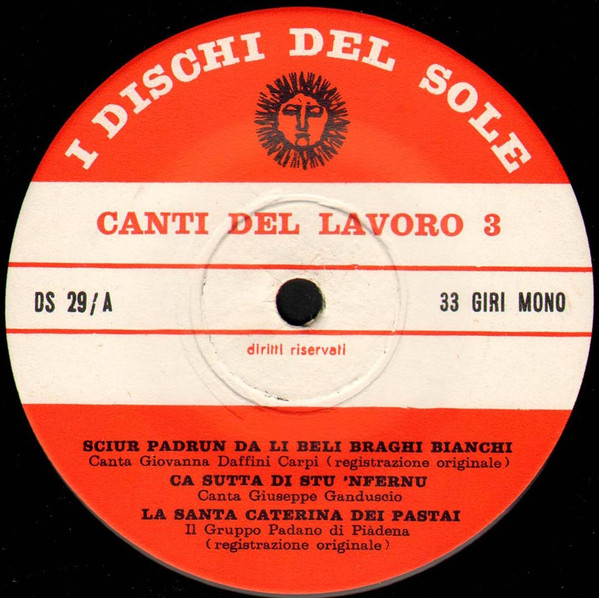 I DISCHI DEL SOLE
CANTI DEL LAVORO 3
DS 29/A
33 GIRI MONO
diritti riservati
SCIUR PADRUN DA LI BELI BRAGHI BIANCHI
Canta Giovanna Daffini Carpi (registrazione originale)
CA SUTTA DI STU 'NFERNU
Canta Giuseppe Ganduscio
LA SANTA CATERINA DEI PASTAI
Il Gruppo Padano di Piàdena
(registrazione originale)